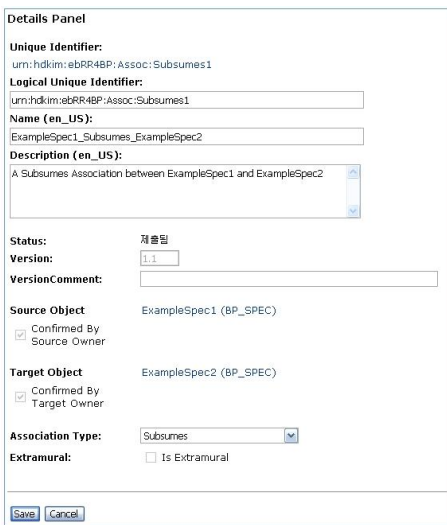 Details Panel
Unique Identifier:
urn:hdkim:ebRR4BP:Assoc:Subsumes1
Logical Unique Identifier:
urn:hdkim:ebRR4BP:Assoc:Subsumes1
Name (en_US):
ExampleSpec1_Subsumes_ExampleSpec2
Description (en_US):
A Subsumes Association between ExampleSpec1 and ExampleSpec2
Status: 제출됨
Version: 1.1
VersionComment:
Source Object ExampleSpec1 (BP_SPEC)
Confirmed By
Source Owner
Target Object ExampleSpec2 (BP_SPEC)
Confirmed By
Target Owner
Association Type: Subsumes
Extramural: Is Extramural
Save Cancel